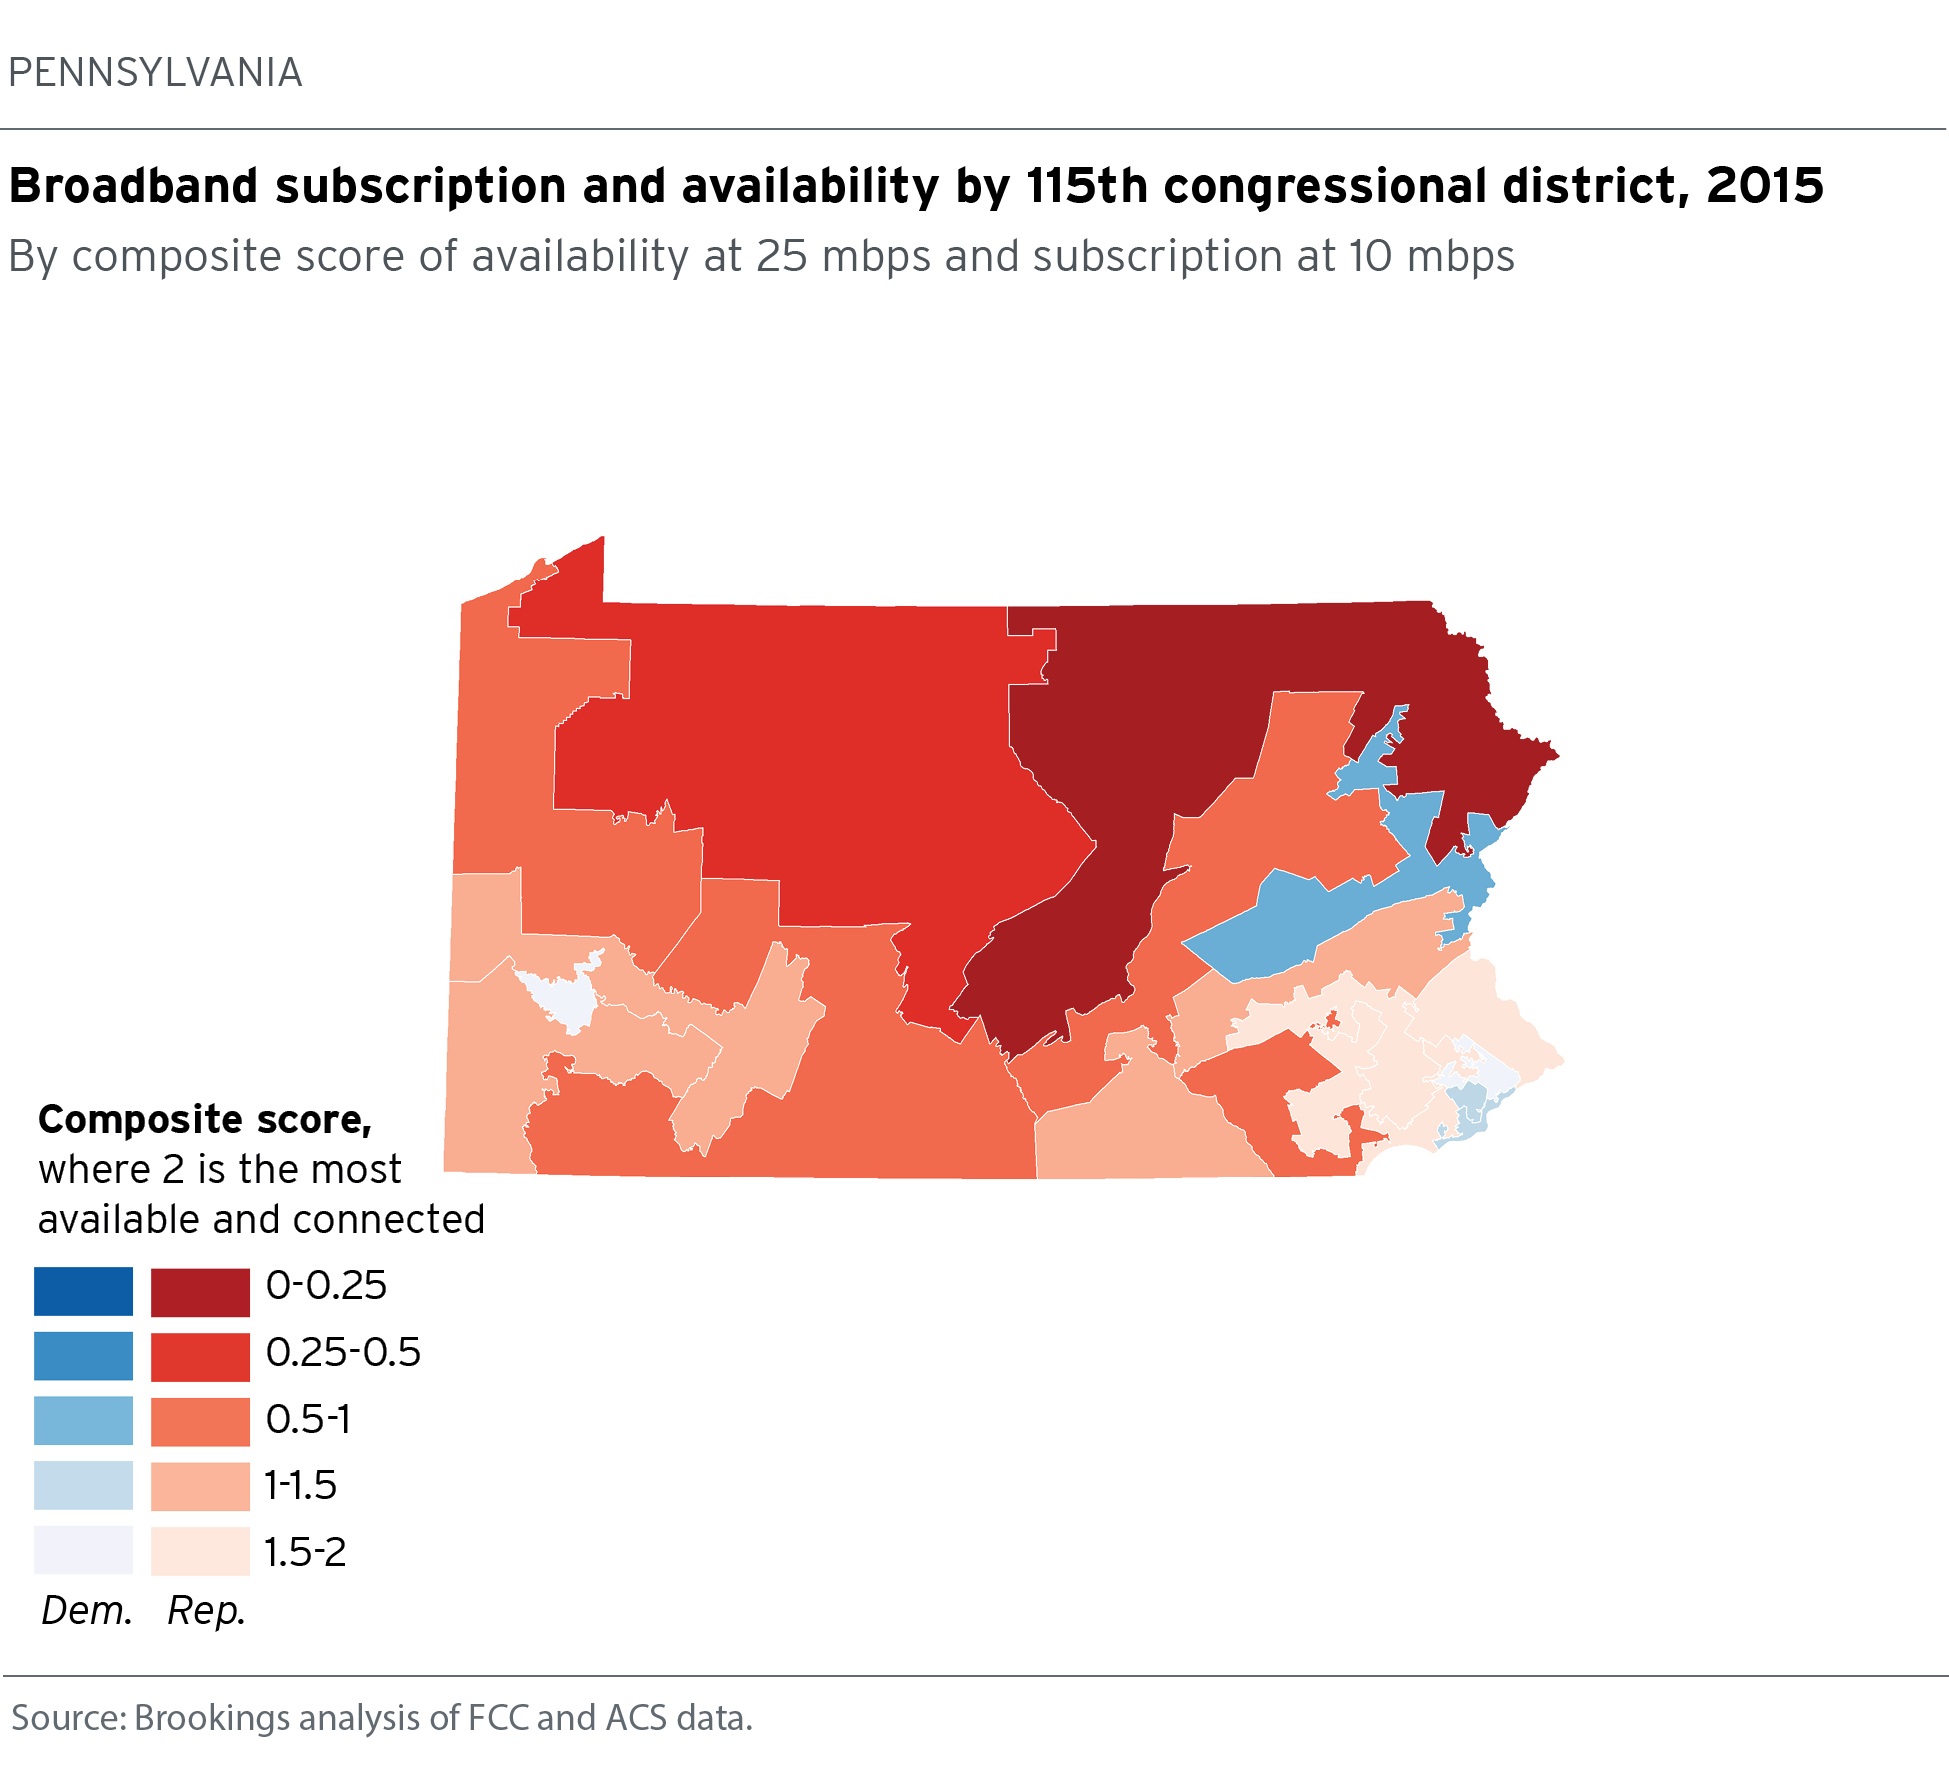 PENNSYLVANIA
Broadband subscription and availability by 115th congressional district, 2015
By composite score of availability at 25 mbps and subscription at 10 mbps
Composite score,
where 2 is the most
available and connected
0-0.25
0.25-0.5
0.5-1
1-1.5
1.5-2
Dem. Rep.
Source: Brookings analysis of FCC and ACS data.